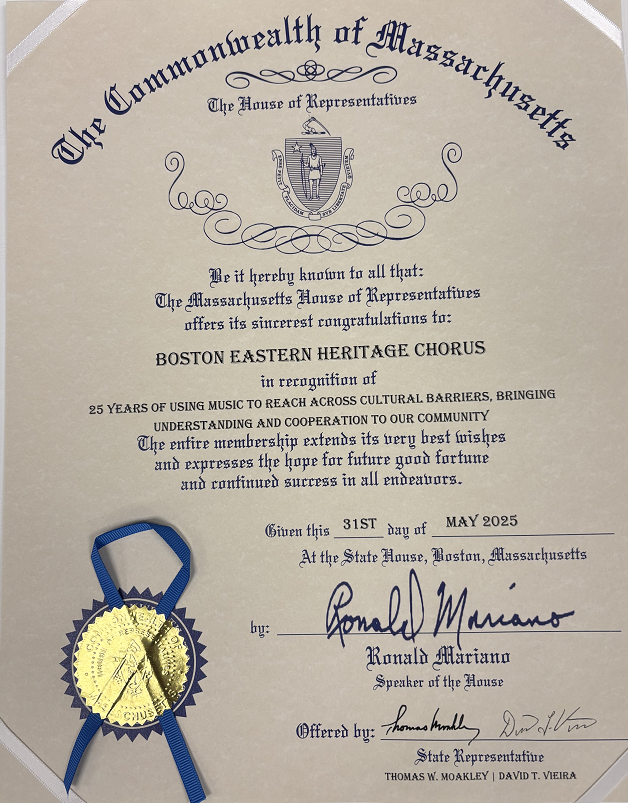 The Commonwealth of Massachusetts
The House of Representatives
Be it hereby known to all that:
The Massachusetts House of Representatives
offers its sincerest congratulations to:
BOSTON EASTERN HERITAGE CHORUS
in recognition of
25 YEARS OF USING MUSIC TO REACH ACROSS CULTURAL BARRIERS, BRINGING
UNDERSTANDING AND COOPERATION TO OUR COMMUNITY
The entire membership extends its very best wishes
and expresses the hope for future good fortune
and continued success in all endeavors.
Given this 31ST day of MAY 2025
At the State House, Boston, Massachusetts
by: Ronald Mariano
Ronald Mariano
Speaker of the House
Offered by: Thomas Moakley
State Representative
THOMAS W. MOAKLEY | DAVID T. VIEIRA